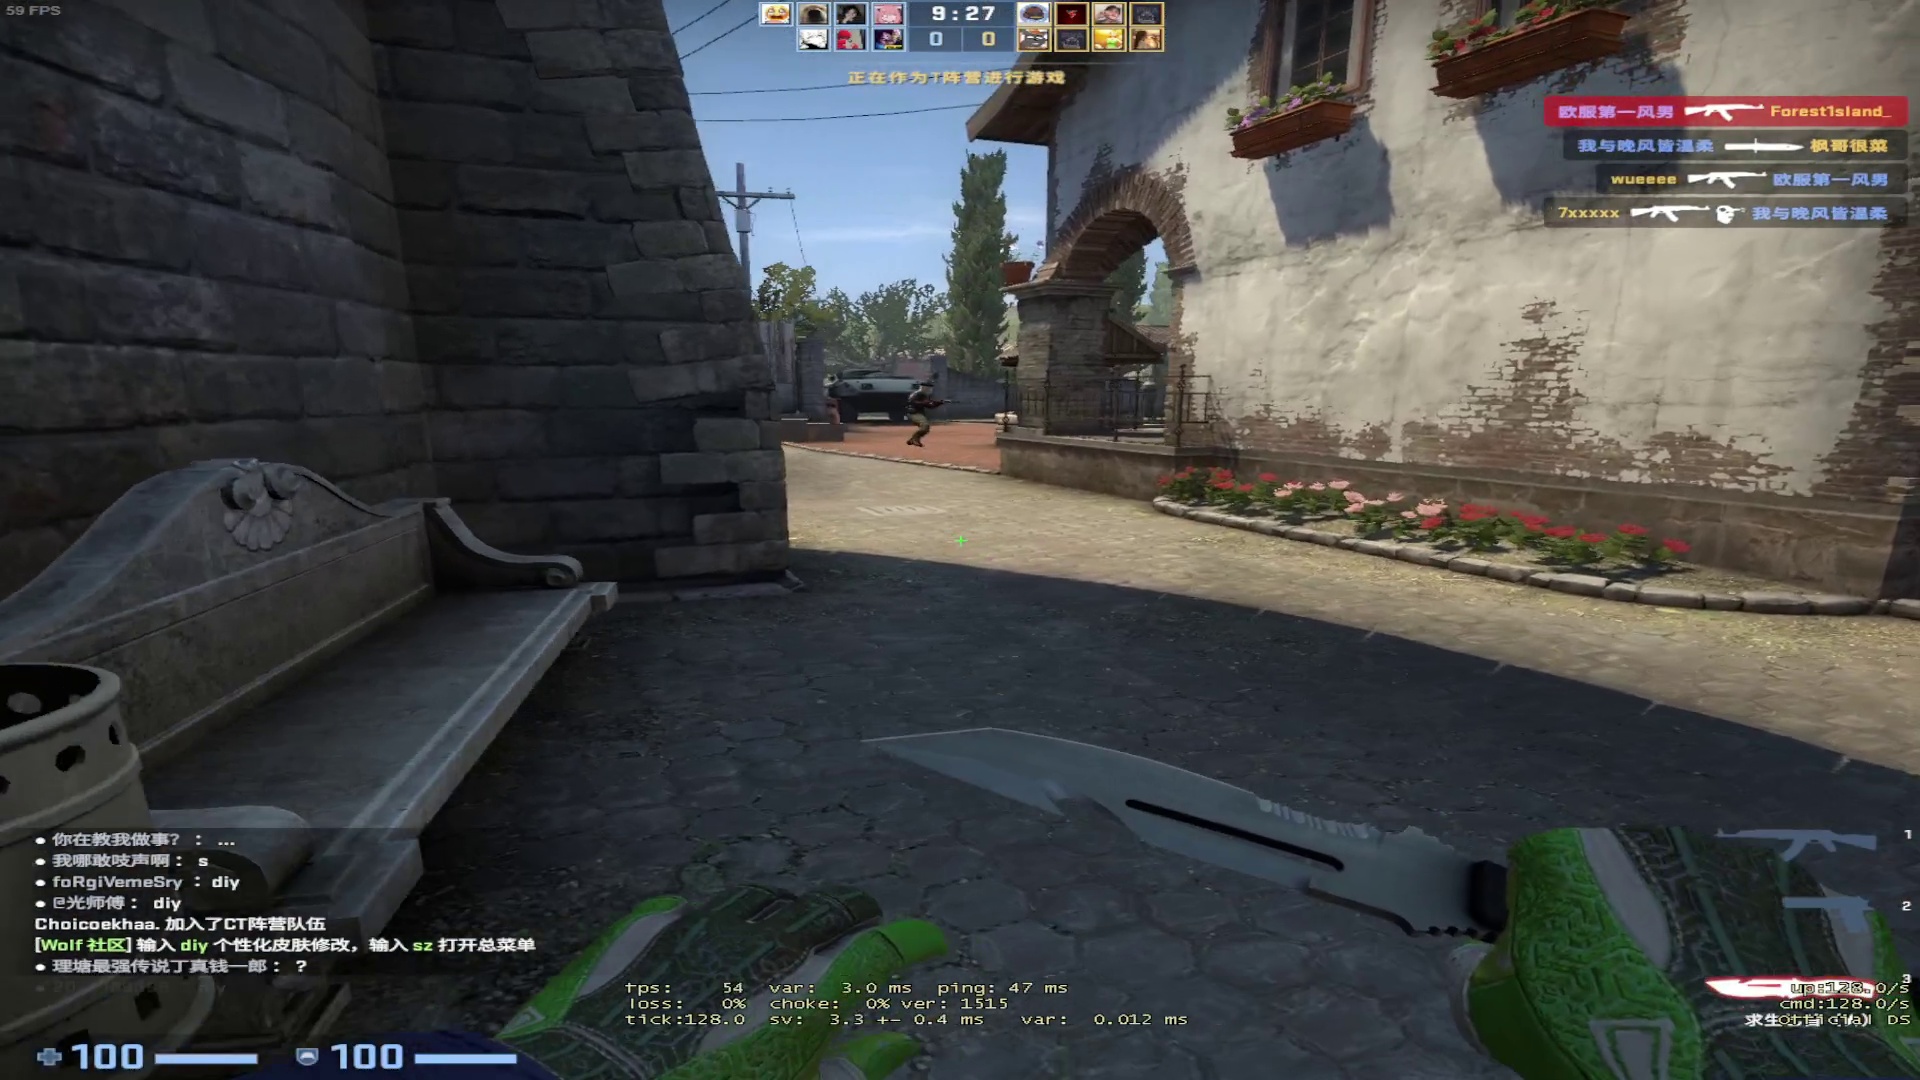 59 FPS
9:27
0 0
正在作为T阵营进行游戏
欧服第一风男 Forest1sland_
我与晚风皆温柔 枫哥很菜
wueeee 欧服第一风男
7xxxxx 我与晚风皆温柔
你在教我做事? : ...
我哪敢吱声啊: s
foRgiVemeSry : diy
@光师傅: diy
Choicoekhaa. 加入了CT阵营队伍
[Wolf 社区] 输入 diy 个性化皮肤修改，输入 sz 打开总菜单
理塘最强传说丁真钱一郎: ?
1
2
3
fps: 54 var: 3.0 ms ping: 47 ms
loss: 0% choke: 0% ver: 1515
tick:128.0 sv: 3.3 +- 0.4 ms var: 0.012 ms
up:128.0/s
cmd:128.0/s
DS
100 100